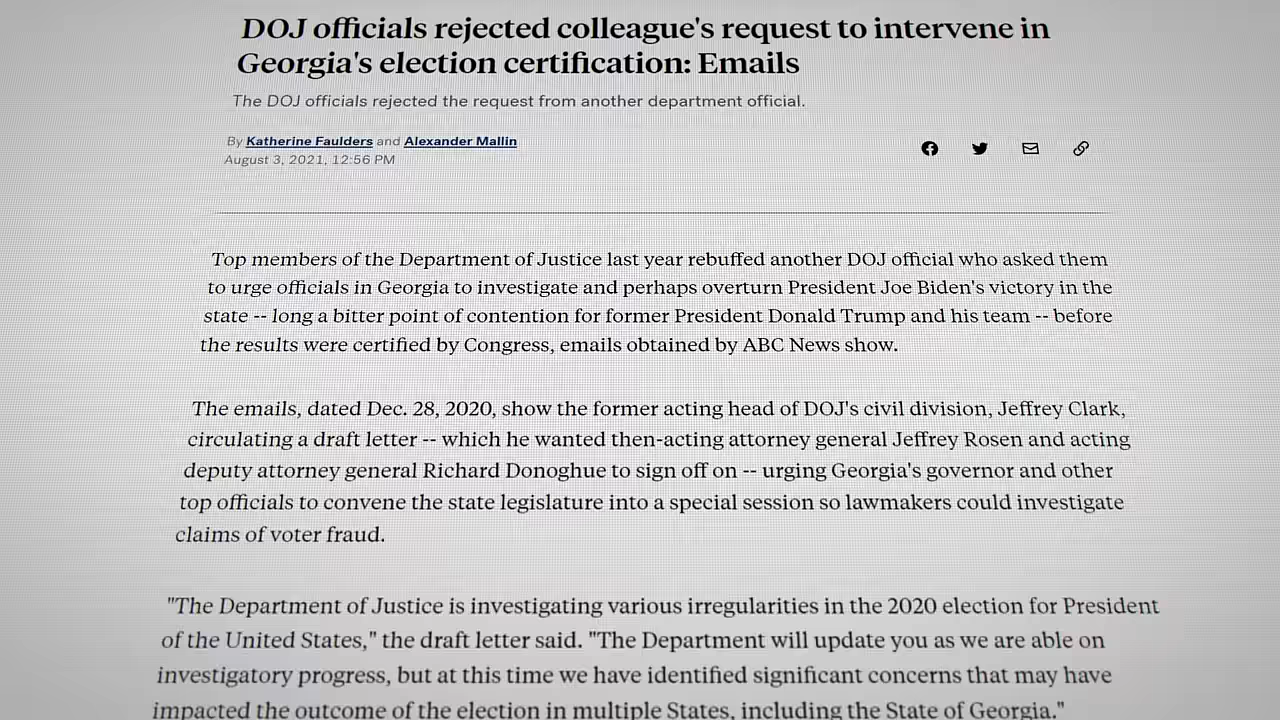 DOJ officials rejected colleague's request to intervene in
Georgia's election certification: Emails
The DOJ officials rejected the request from another department official.
By Katherine Faulders and Alexander Mallin
August 3, 2021, 12:56 PM
Top members of the Department of Justice last year rebuffed another DOJ official who asked them
to urge officials in Georgia to investigate and perhaps overturn President Joe Biden's victory in the
state -- long a bitter point of contention for former President Donald Trump and his team -- before
the results were certified by Congress, emails obtained by ABC News show.
The emails, dated Dec. 28, 2020, show the former acting head of DOJ's civil division, Jeffrey Clark,
circulating a draft letter -- which he wanted then-acting attorney general Jeffrey Rosen and acting
deputy attorney general Richard Donoghue to sign off on -- urging Georgia's governor and other
top officials to convene the state legislature into a special session so lawmakers could investigate
claims of voter fraud.
"The Department of Justice is investigating various irregularities in the 2020 election for President
of the United States," the draft letter said. "The Department will update you as we are able on
investigatory progress, but at this time we have identified significant concerns that may have
impacted the outcome of the election in multiple States, including the State of Georgia."